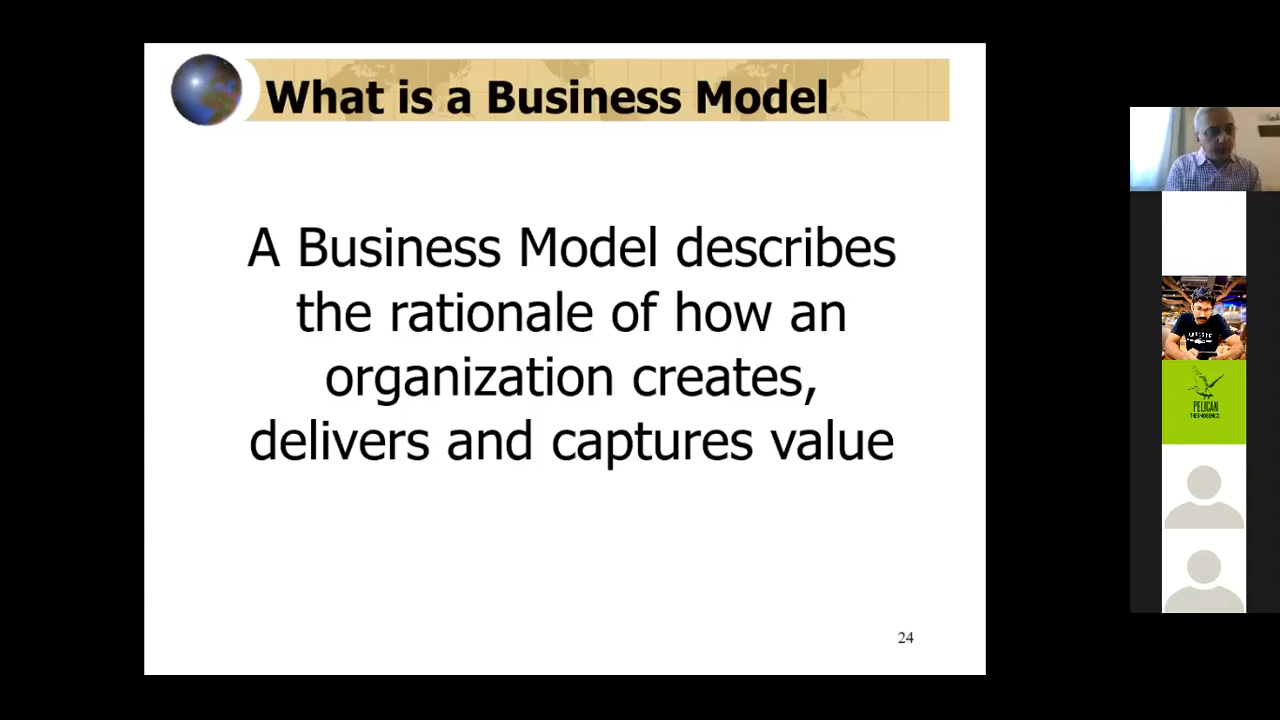 What is a Business Model
A Business Model describes
the rationale of how an
organization creates,
delivers and captures value
24
PELICAN